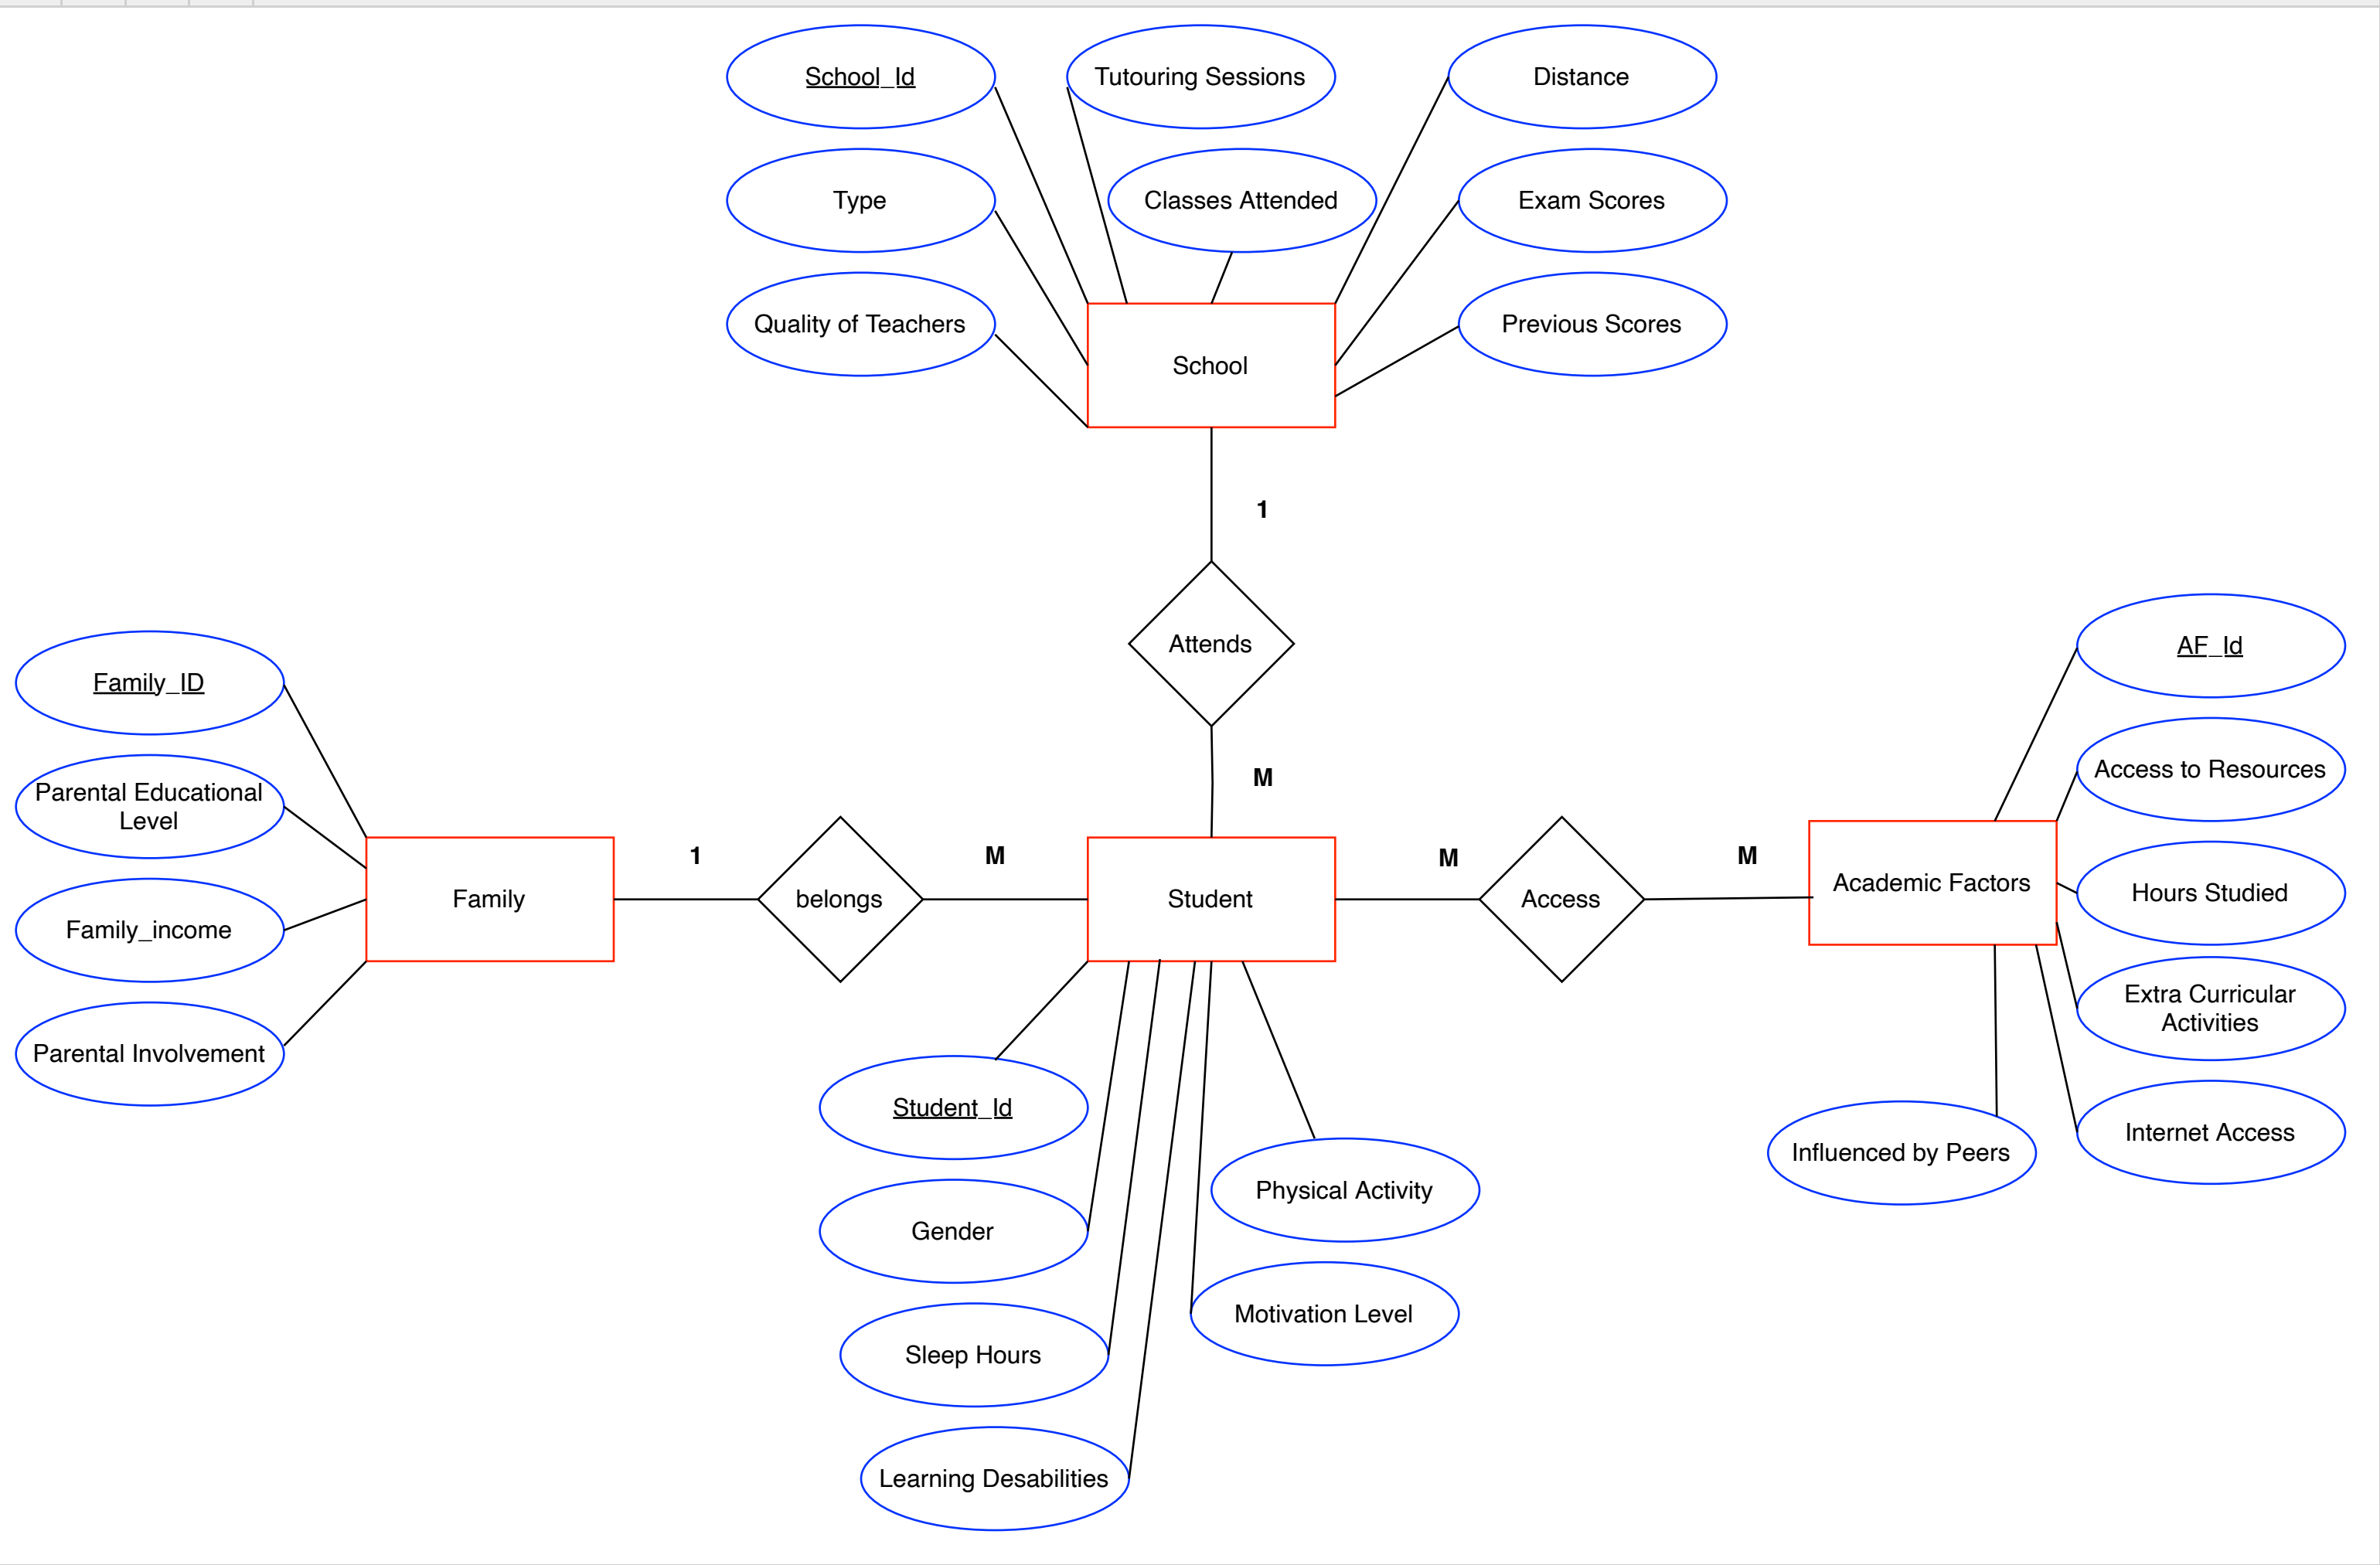 School_Id
Tutouring Sessions
Distance
Type
Classes Attended
Exam Scores
Quality of Teachers
Previous Scores
School
1
Attends
M
Family_ID
Parental Educational
Level
Family_income
Parental Involvement
Family
1
belongs
M
Student
M
Access
M
Academic Factors
AF_Id
Access to Resources
Hours Studied
Extra Curricular
Activities
Internet Access
Influenced by Peers
Student_Id
Gender
Sleep Hours
Learning Desabilities
Physical Activity
Motivation Level